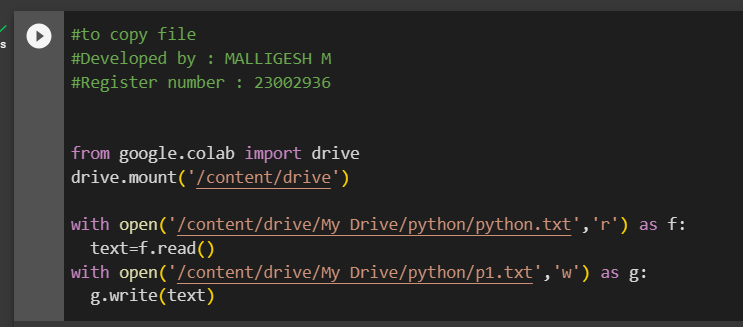 s
#to copy file
#Developed by : MALLIGESH M
#Register number : 23002936
from google.colab import drive
drive.mount('/content/drive')
with open('/content/drive/My Drive/python/python.txt','r') as f:
  text=f.read()
with open('/content/drive/My Drive/python/p1.txt','w') as g:
  g.write(text)